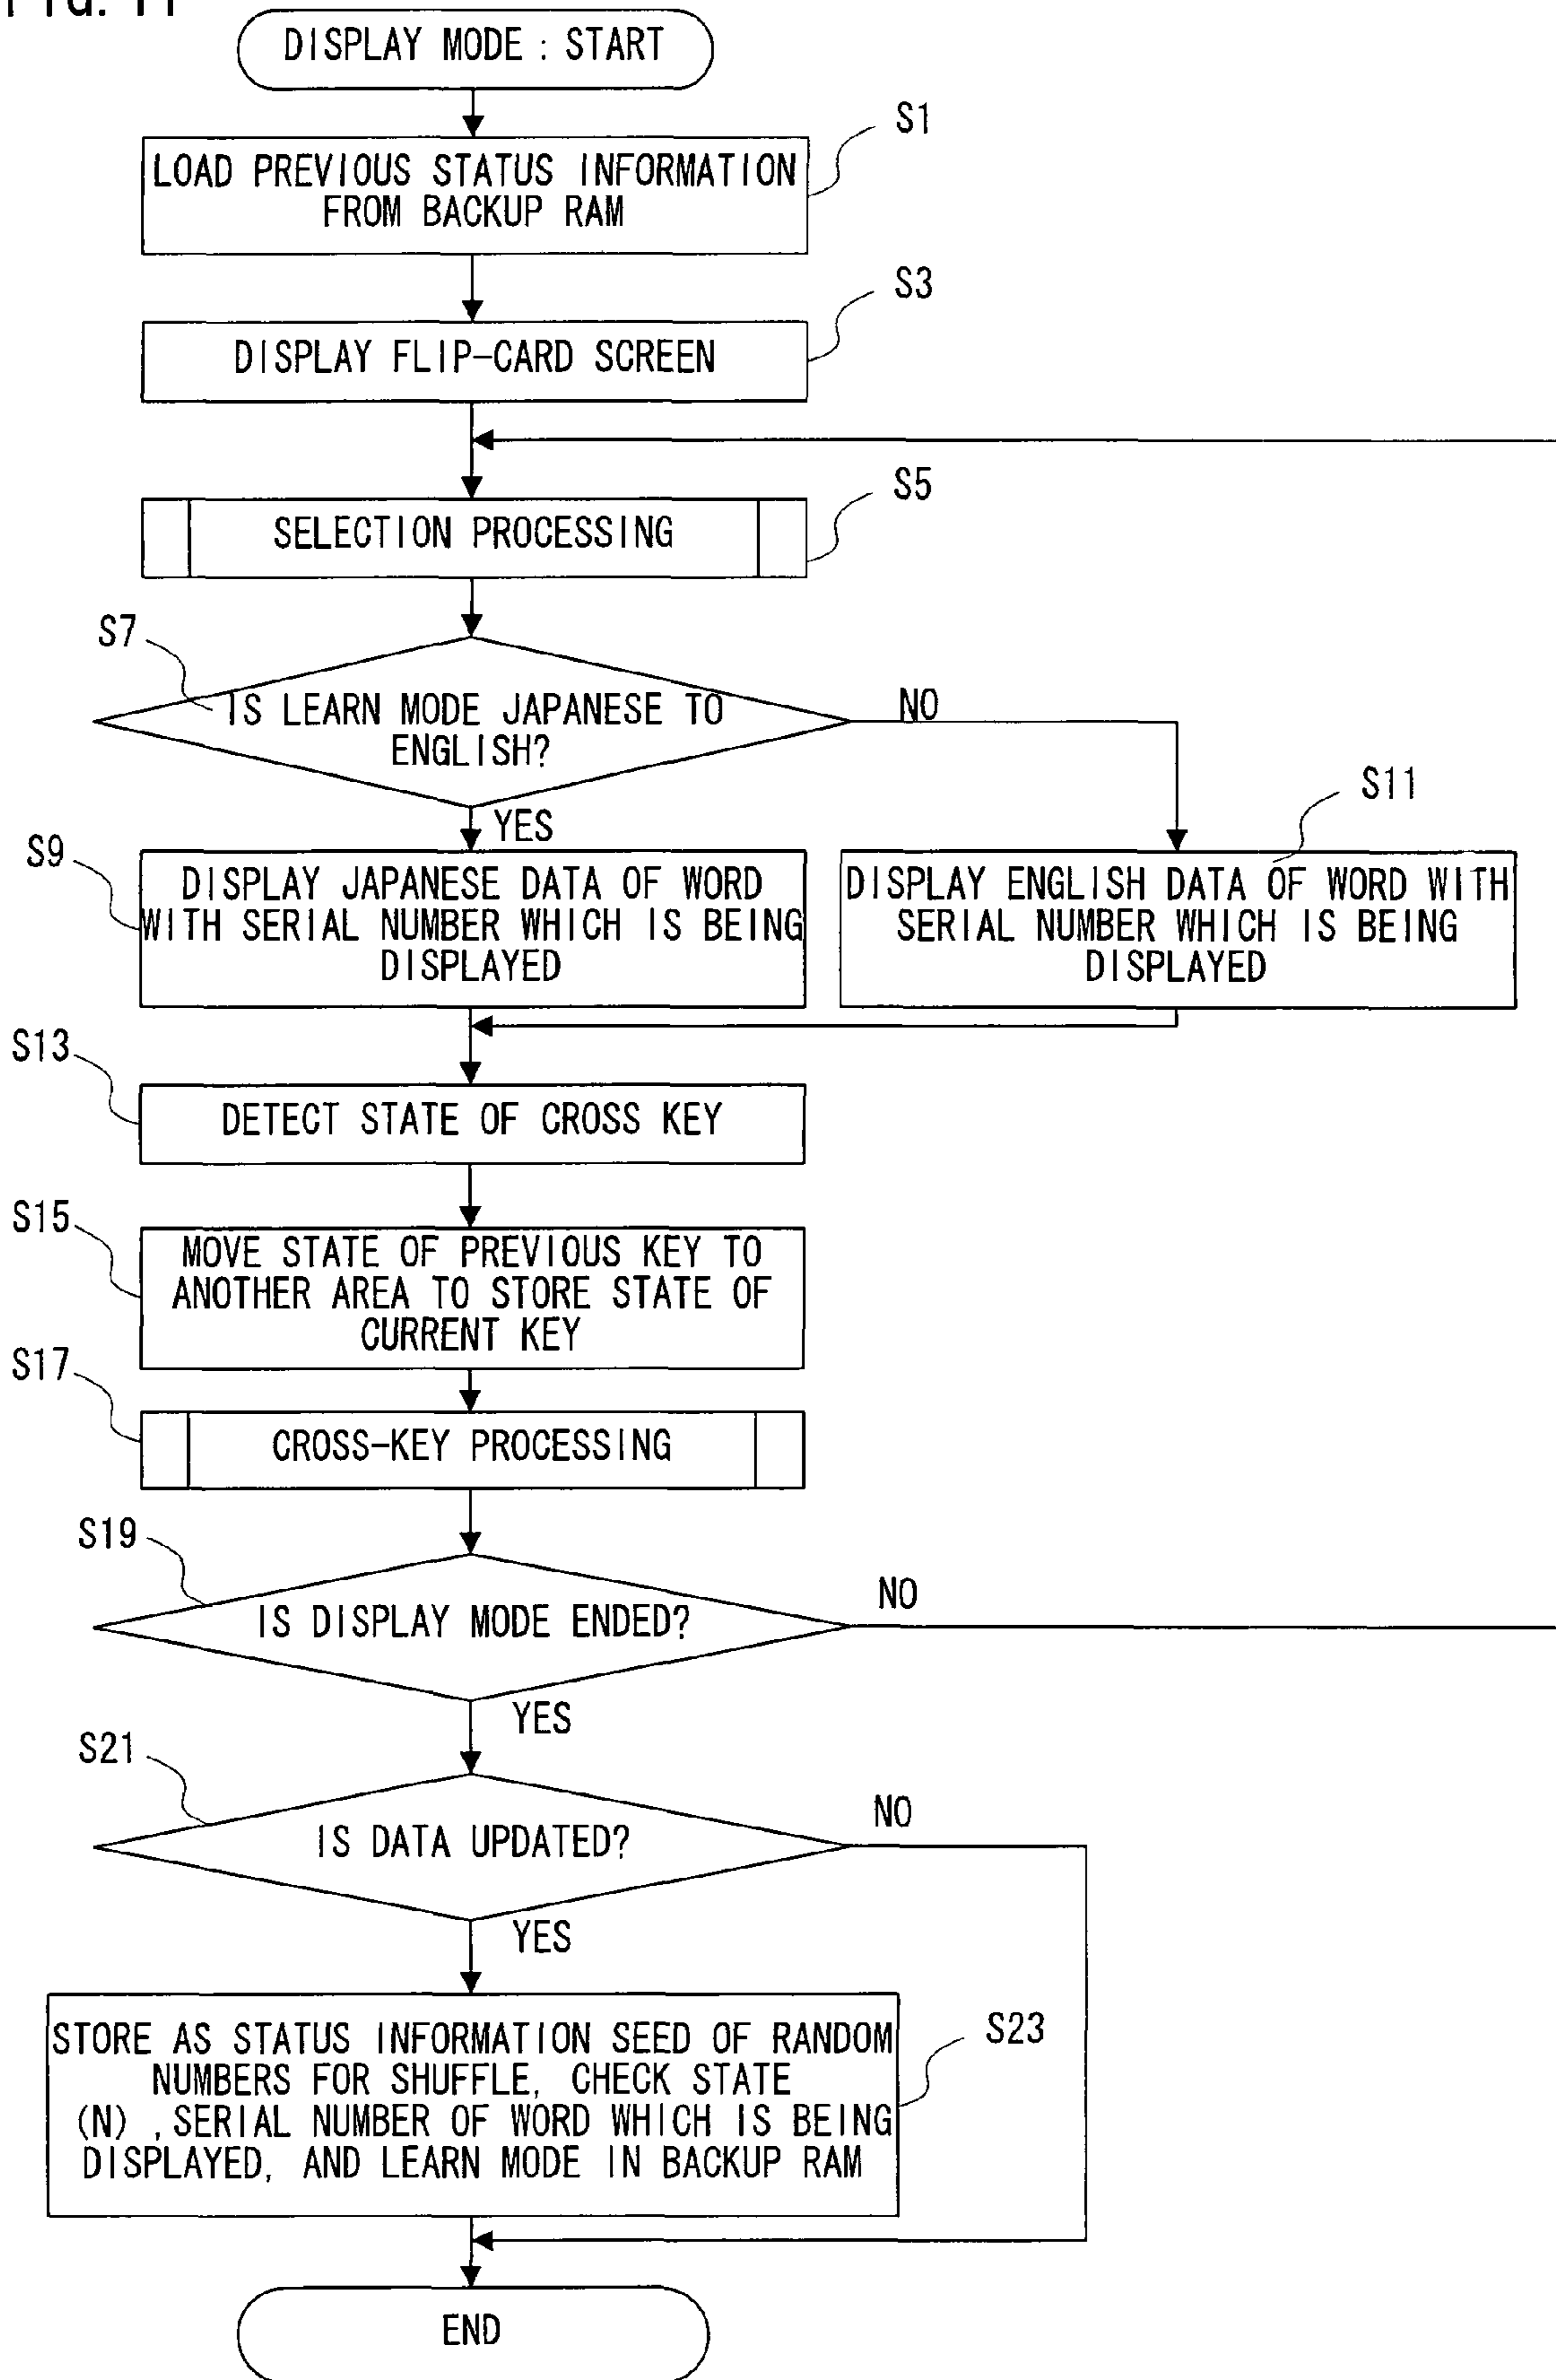 FIG. 11
DISPLAY MODE : START
S1
LOAD PREVIOUS STATUS INFORMATION
FROM BACKUP RAM
S3
DISPLAY FLIP-CARD SCREEN
S5
SELECTION PROCESSING
S7
IS LEARN MODE JAPANESE TO
ENGLISH?
NO
YES
S9
DISPLAY JAPANESE DATA OF WORD
WITH SERIAL NUMBER WHICH IS BEING
DISPLAYED
S11
DISPLAY ENGLISH DATA OF WORD WITH
SERIAL NUMBER WHICH IS BEING
DISPLAYED
S13
DETECT STATE OF CROSS KEY
S15
MOVE STATE OF PREVIOUS KEY TO
ANOTHER AREA TO STORE STATE OF
CURRENT KEY
S17
CROSS-KEY PROCESSING
S19
IS DISPLAY MODE ENDED?
NO
YES
S21
IS DATA UPDATED?
NO
YES
S23
STORE AS STATUS INFORMATION SEED OF RANDOM
NUMBERS FOR SHUFFLE, CHECK STATE
(N) , SERIAL NUMBER OF WORD WHICH IS BEING
DISPLAYED, AND LEARN MODE IN BACKUP RAM
END